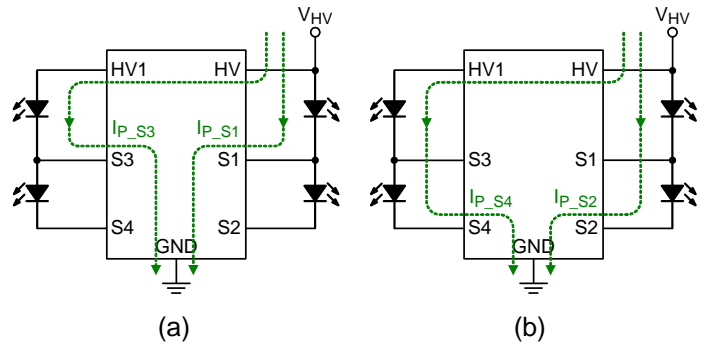 V_HV V_HV
HV1 HV HV1 HV
I_P_S3 I_P_S1
S3 S1 S3 S1
I_P_S4 I_P_S2
S4 S2 S4 S2
GND GND
(a) (b)